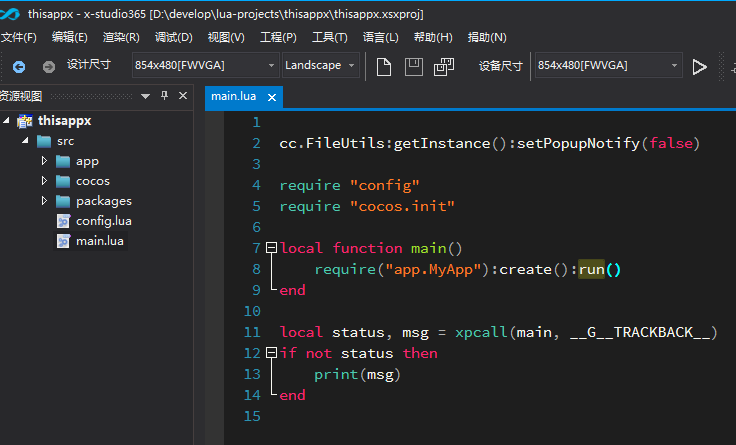 thisappx - x-studio365 [D:\develop\lua-projects\thisappx\thisappx.xsxproj]
文件(F) 编辑(E) 渲染(R) 调试(D) 视图(V) 工程(P) 工具(T) 语言(L) 帮助(H) 捐助(N)
设计尺寸 854x480[FWVGA] Landscape 设备尺寸 854x480[FWVGA]
资源视图
main.lua
thisappx
src
app
cocos
packages
config.lua
main.lua
1
2 cc.FileUtils:getInstance():setPopupNotify(false)
3
4 require "config"
5 require "cocos.init"
6
7 local function main()
8 require("app.MyApp"):create():run()
9 end
10
11 local status, msg = xpcall(main, __G__TRACKBACK__)
12 if not status then
13 print(msg)
14 end
15